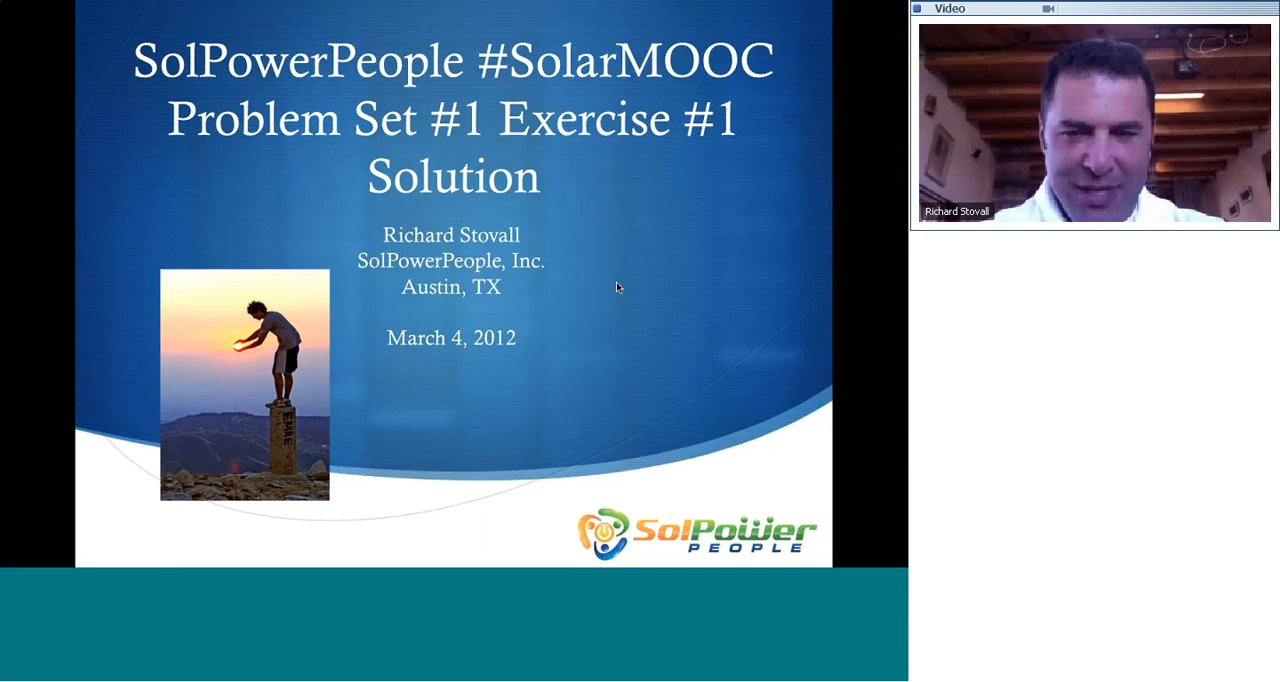 SolPowerPeople #SolarMOOC
Problem Set #1 Exercise #1
Solution
Richard Stovall
SolPowerPeople, Inc.
Austin, TX
March 4, 2012
EMAE
SolPower
PEOPLE
Video
Richard Stovall